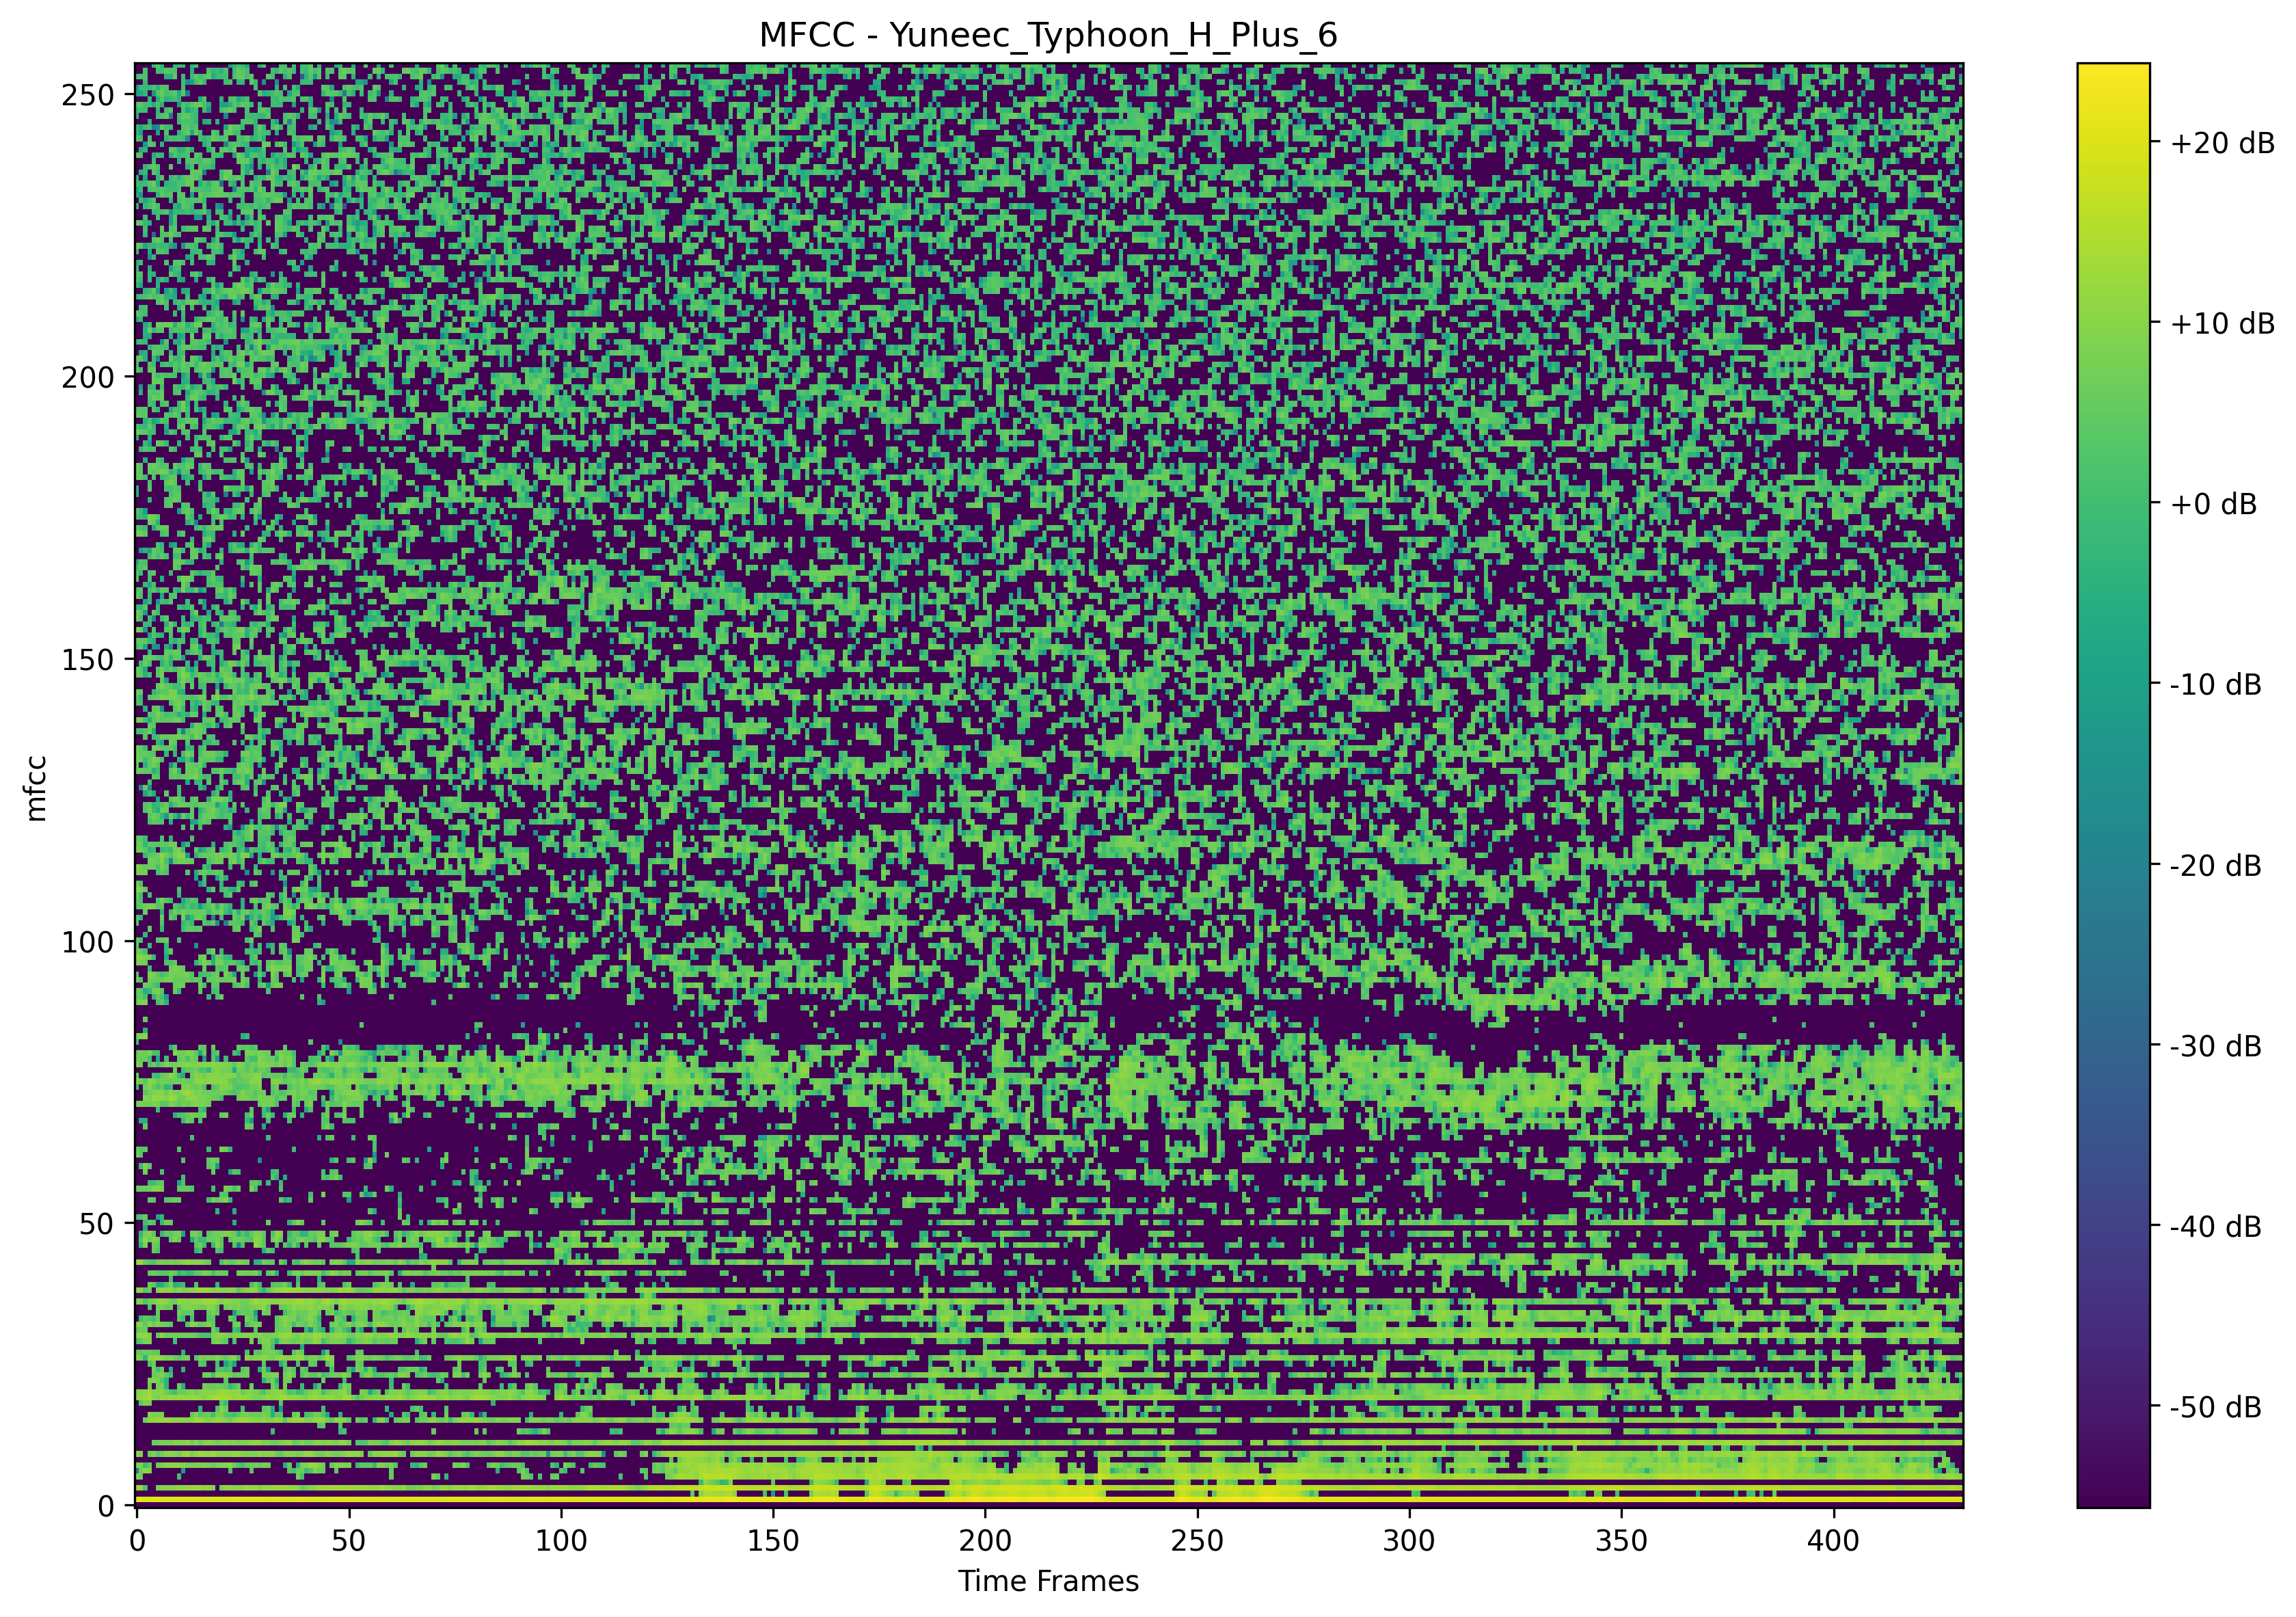 MFCC - Yuneec_Typhoon_H_Plus_6
250
200
150
100
50
0
mfcc
0 50 100 150 200 250 300 350 400
Time Frames
+20 dB
+10 dB
+0 dB
-10 dB
-20 dB
-30 dB
-40 dB
-50 dB